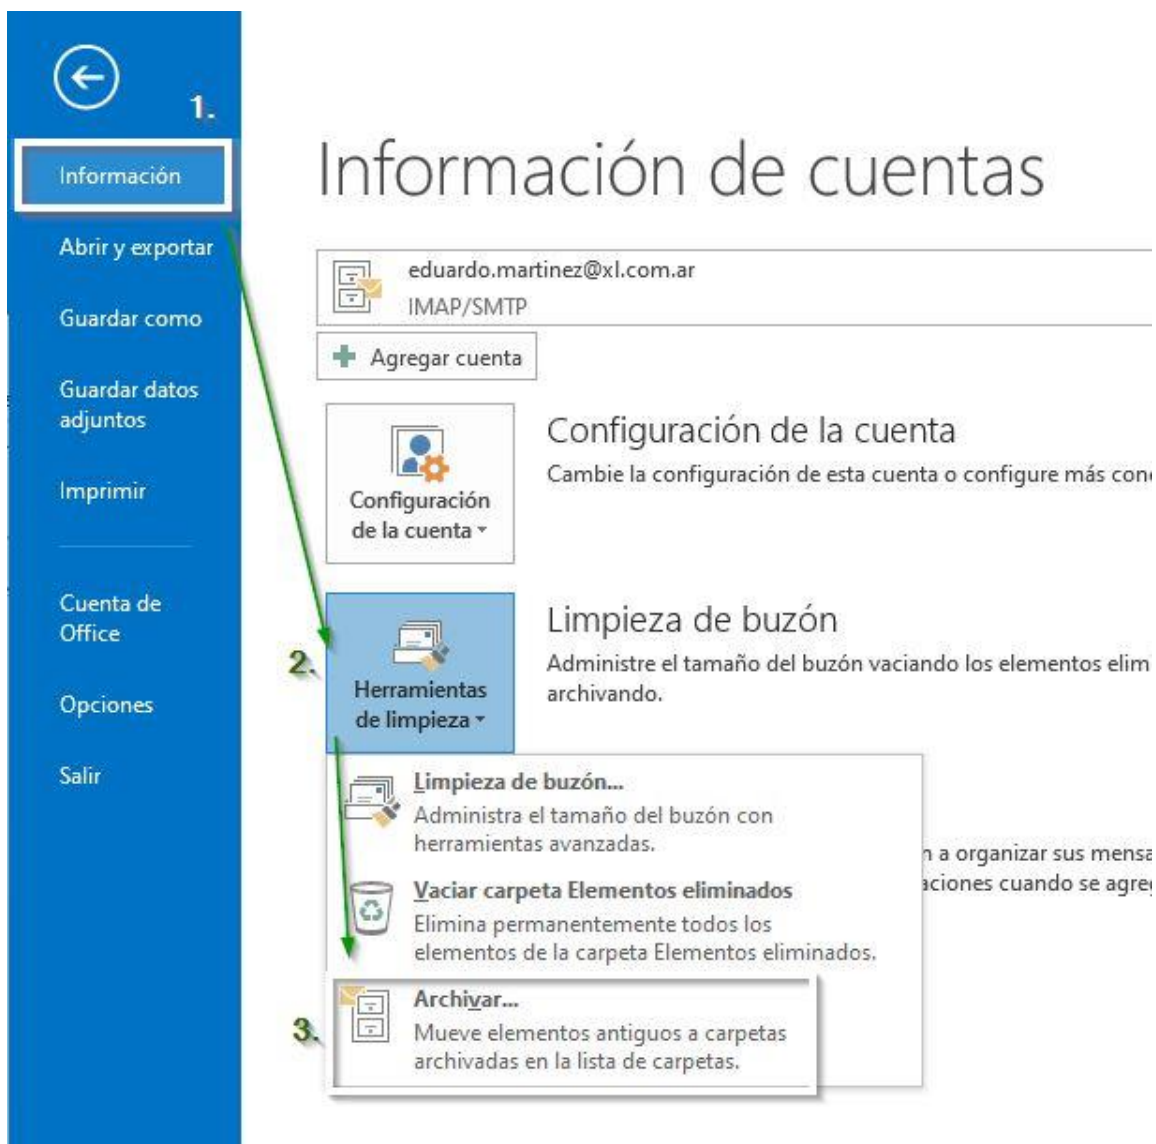 1.
Información
Abrir y exportar
Guardar como
Guardar datos
adjuntos
Imprimir
Cuenta de
Office
Opciones
Salir
Información de cuentas
eduardo.martinez@xl.com.ar
IMAP/SMTP
Agregar cuenta
Configuración
de la cuenta
Configuración de la cuenta
Cambie la configuración de esta cuenta o configure más
2.
Herramientas
de limpieza
Limpieza de buzón
Administre el tamaño del buzón vaciando los elementos
archivando.
Limpieza de buzón...
Administra el tamaño del buzón con
herramientas avanzadas.
a organizar sus
cuando se
Vaciar carpeta Elementos eliminados
Elimina permanentemente todos los
elementos de la carpeta Elementos eliminados.
3.
Archivar...
Mueve elementos antiguos a carpetas
archivadas en la lista de carpetas.